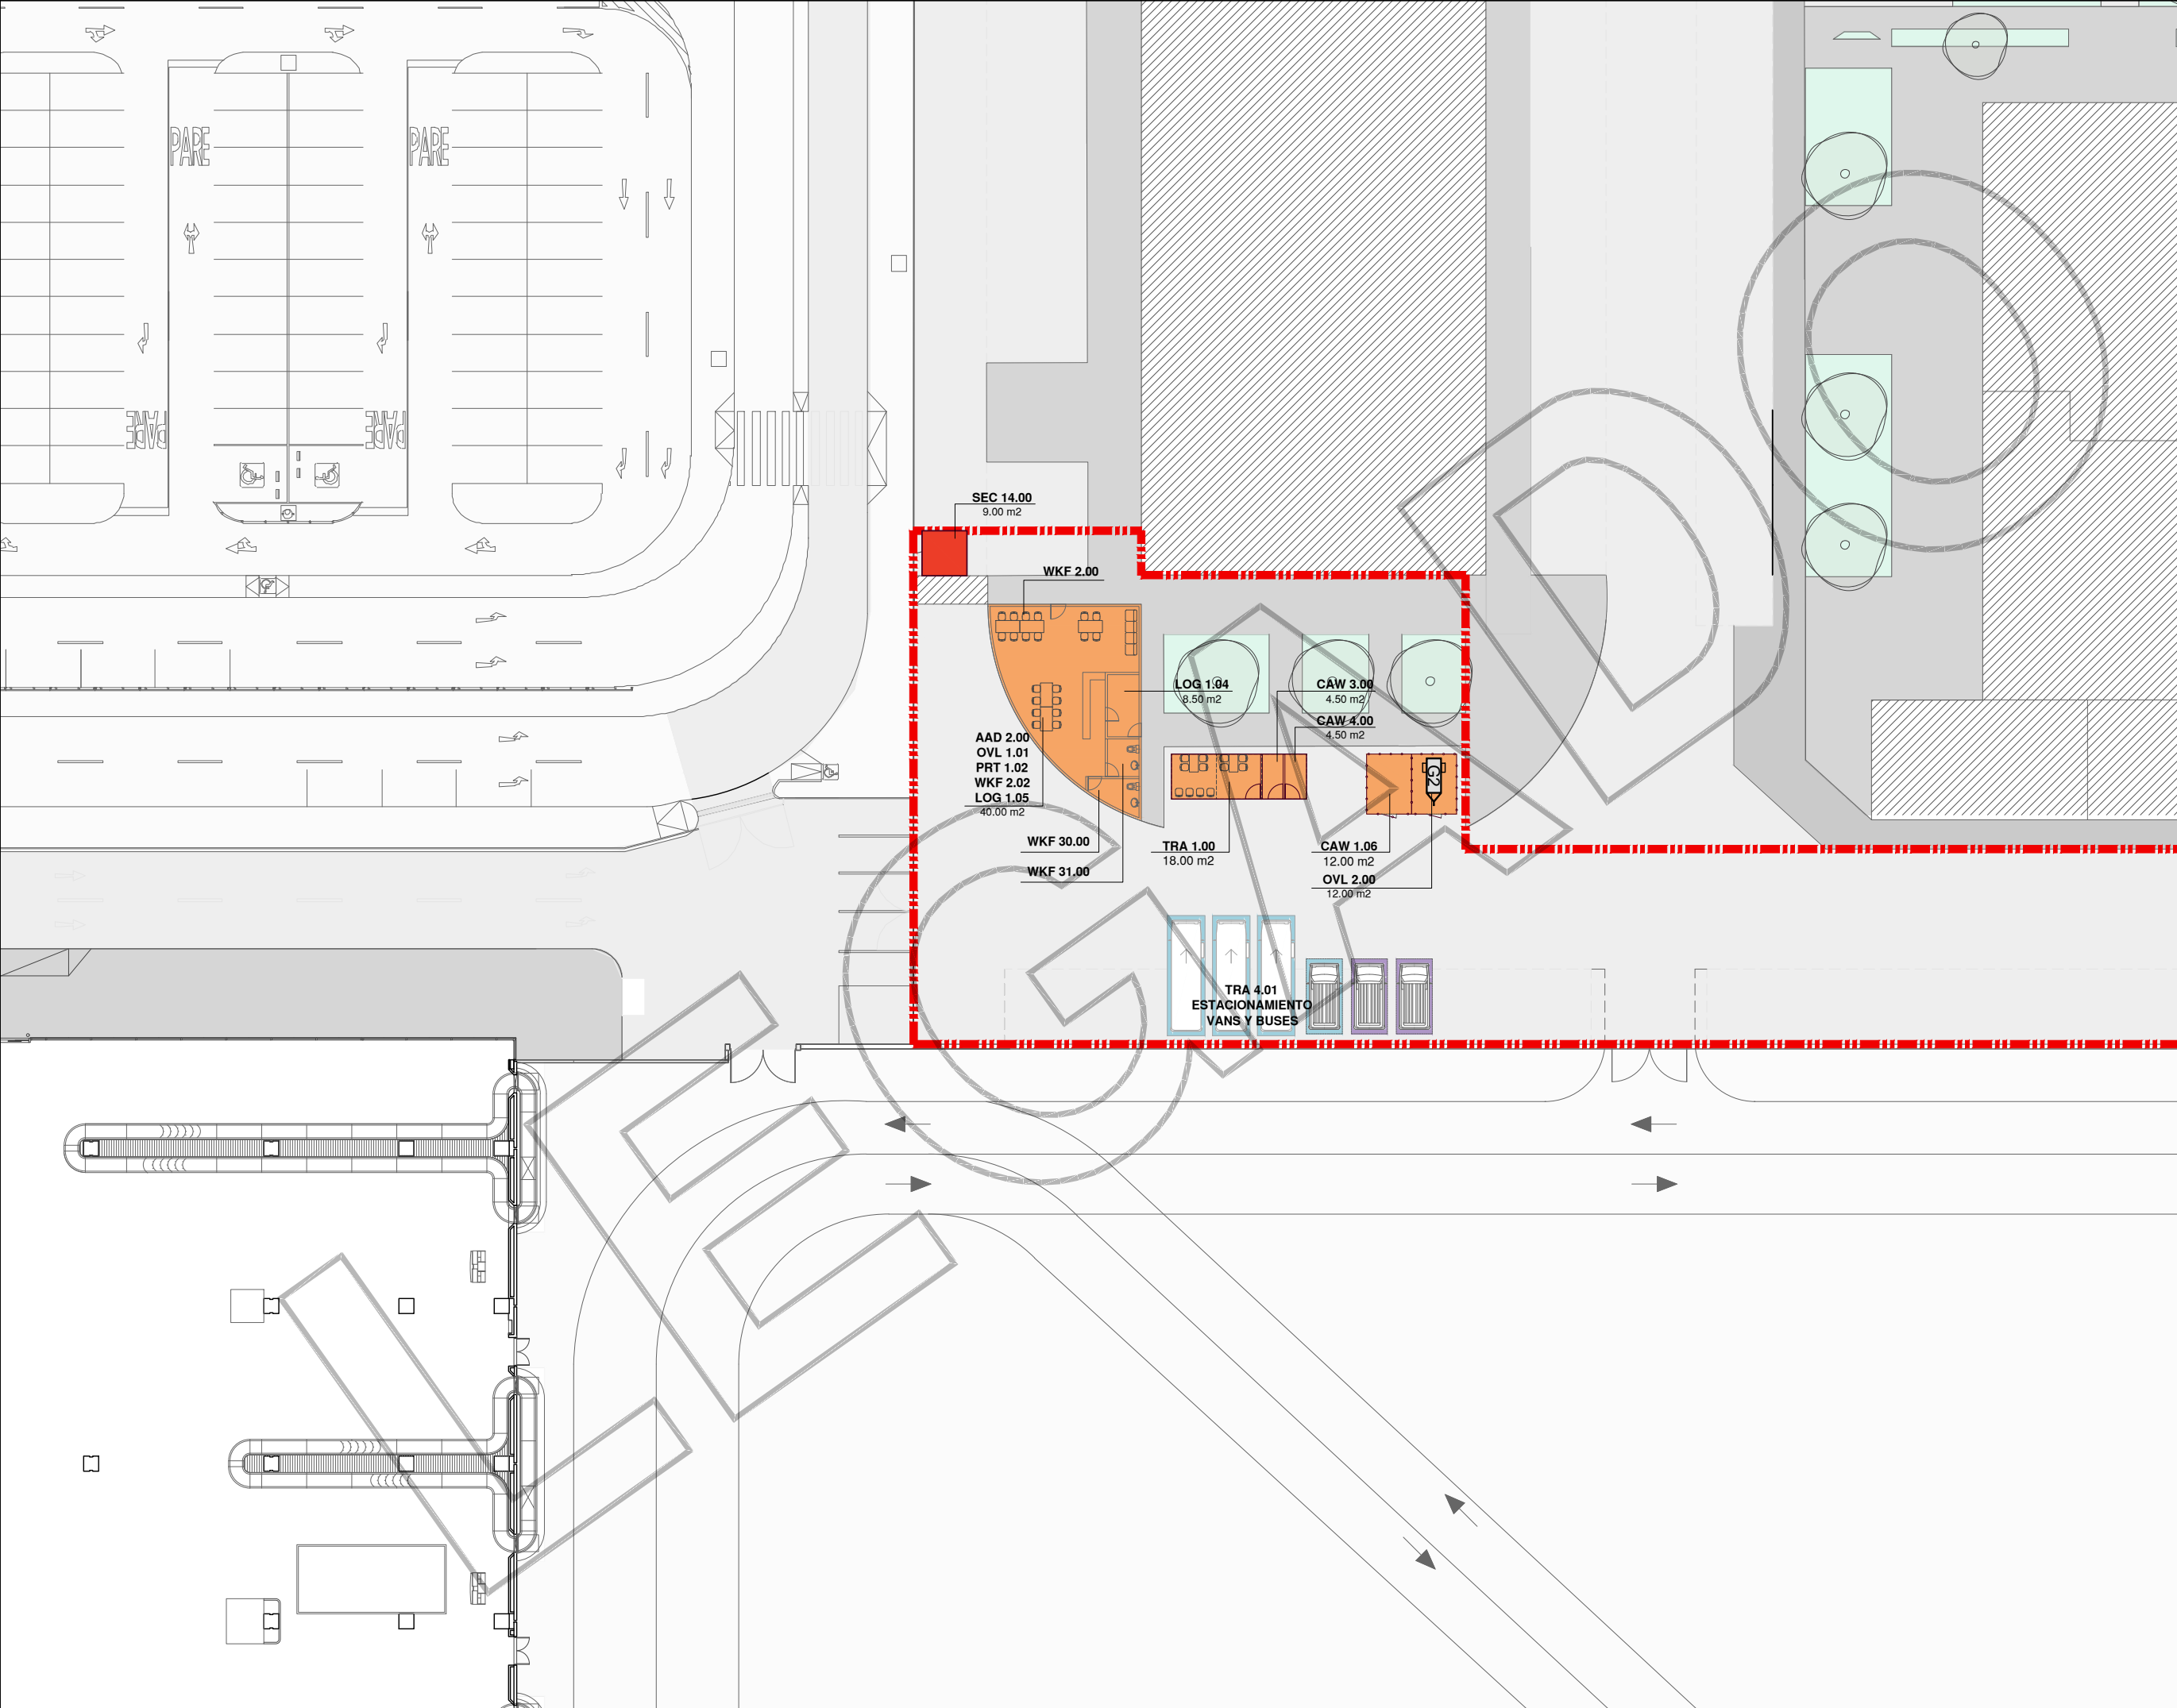 PARE
PARE
PARE
PARE
SEC 14.00
9.00 m2
WKF 2.00
LOG 1.04
8.50 m2
CAW 3.00
4.50 m2
CAW 4.00
4.50 m2
AAD 2.00
OVL 1.01
PRT 1.02
WKF 2.02
LOG 1.05
40.00 m2
G2
WKF 30.00
WKF 31.00
TRA 1.00
18.00 m2
CAW 1.06
12.00 m2
OVL 2.00
12.00 m2
TRA 4.01
ESTACIONAMIENTO
VANS Y BUSES
LEGADO